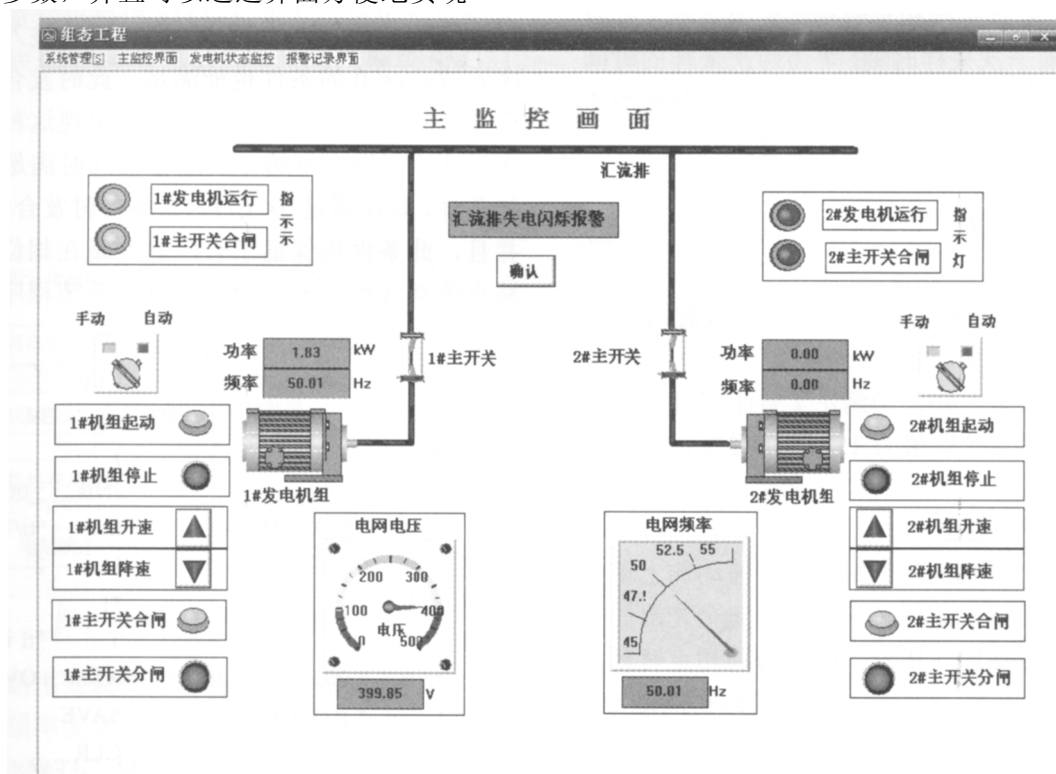 组态工程
系统管理[S] 主监控界面 发电机状态监控 报警记录界面
主监控画面
汇流排
1#发电机运行
1#主开关合闸
指示示
汇流排失电闪烁报警
确认
2#发电机运行
2#主开关合闸
指示灯
手动 自动
功率 1.83 kW
频率 50.01 Hz
1#主开关
2#主开关
功率 0.00 kW
频率 0.00 Hz
手动 自动
1#机组起动
1#机组停止
1#机组升速
1#机组降速
1#主开关合闸
1#主开关分闸
1#发电机组
2#发电机组
2#机组起动
2#机组停止
2#机组升速
2#机组降速
2#主开关合闸
2#主开关分闸
电网电压
0 100 200 300 400 500
电压
399.85 V
电网频率
45 47.! 50 52.5 55
50.01 Hz
SAVE